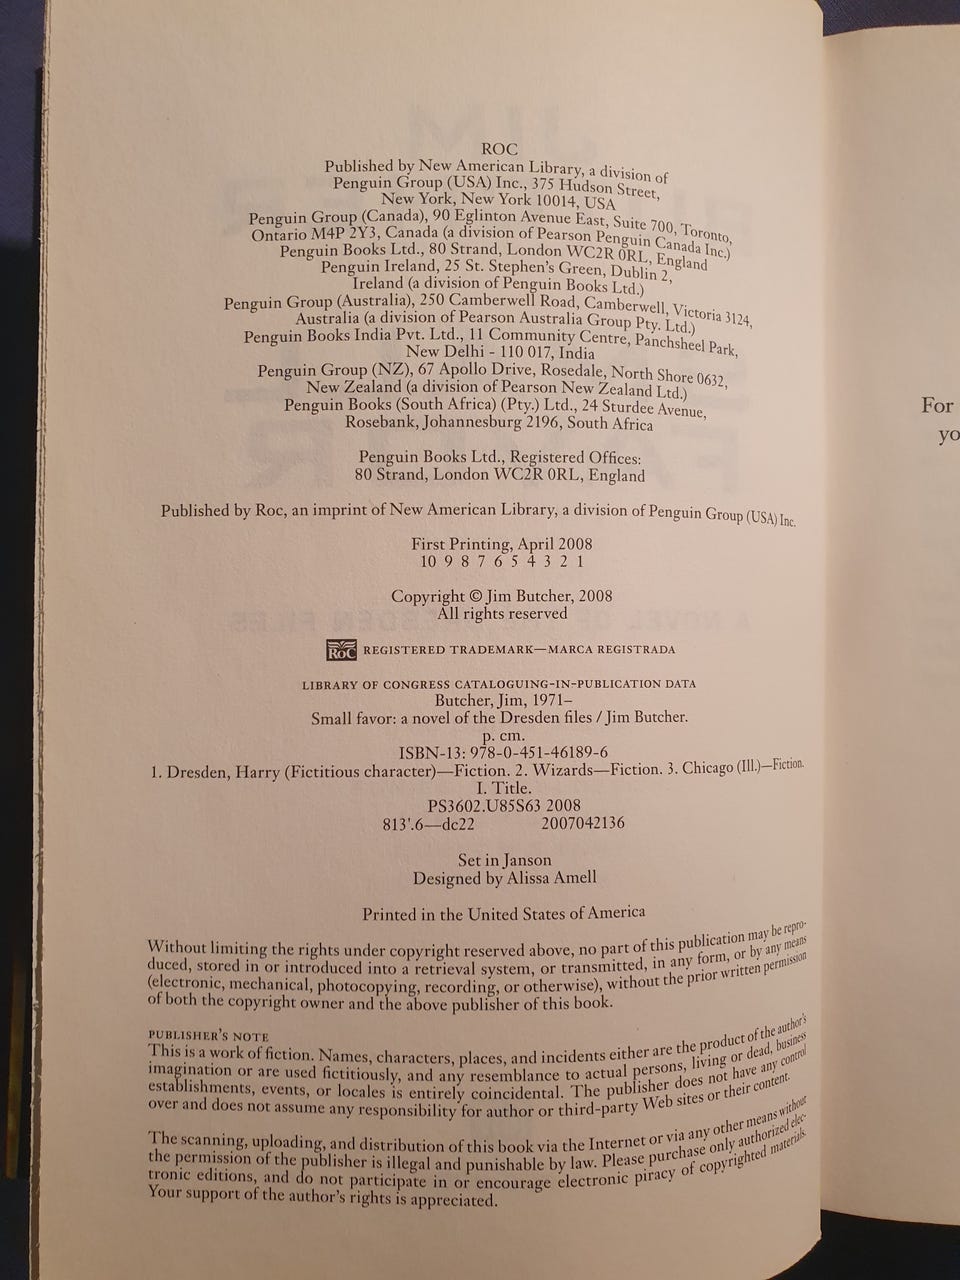 ROC
Published by New American Library, a division of
Penguin Group (USA) Inc., 375 Hudson Street,
New York, New York 10014, USA
Penguin Group (Canada), 90 Eglinton Avenue East, Suite 700, Toronto,
Ontario M4P 2Y3, Canada (a division of Pearson Penguin Canada Inc.)
Penguin Books Ltd., 80 Strand, London WC2R 0RL, England
Penguin Ireland, 25 St. Stephen's Green, Dublin 2,
Ireland (a division of Penguin Books Ltd.)
Penguin Group (Australia), 250 Camberwell Road, Camberwell, Victoria 3124,
Australia (a division of Pearson Australia Group Pty. Ltd.)
Penguin Books India Pvt. Ltd., 11 Community Centre, Panchsheel Park,
New Delhi - 110 017, India
Penguin Group (NZ), 67 Apollo Drive, Rosedale, North Shore 0632,
New Zealand (a division of Pearson New Zealand Ltd.)
Penguin Books (South Africa) (Pty.) Ltd., 24 Sturdee Avenue,
Rosebank, Johannesburg 2196, South Africa
Penguin Books Ltd., Registered Offices:
80 Strand, London WC2R 0RL, England
Published by Roc, an imprint of New American Library, a division of Penguin Group (USA) Inc.
First Printing, April 2008
10 9 8 7 6 5 4 3 2 1
Copyright © Jim Butcher, 2008
All rights reserved
ROC REGISTERED TRADEMARK—MARCA REGISTRADA
LIBRARY OF CONGRESS CATALOGUING-IN-PUBLICATION DATA
Butcher, Jim, 1971–
Small favor: a novel of the Dresden files / Jim Butcher.
p. cm.
ISBN-13: 978-0-451-46189-6
1. Dresden, Harry (Fictitious character)—Fiction. 2. Wizards—Fiction. 3. Chicago (Ill.)—Fiction.
I. Title.
PS3602.U85S63 2008
813'.6—dc22 2007042136
Set in Janson
Designed by Alissa Amell
Printed in the United States of America
Without limiting the rights under copyright reserved above, no part of this publication may be repro-
duced, stored in or introduced into a retrieval system, or transmitted, in any form, or by any means
(electronic, mechanical, photocopying, recording, or otherwise), without the prior written permission
of both the copyright owner and the above publisher of this book.
PUBLISHER'S NOTE
This is a work of fiction. Names, characters, places, and incidents either are the product of the author's
imagination or are used fictitiously, and any resemblance to actual persons, living or dead, business
establishments, events, or locales is entirely coincidental. The publisher does not have any control
over and does not assume any responsibility for author or third-party Web sites or their content.
The scanning, uploading, and distribution of this book via the Internet or via any other means without
the permission of the publisher is illegal and punishable by law. Please purchase only authorized elec-
tronic editions, and do not participate in or encourage electronic piracy of copyrighted materials.
Your support of the author's rights is appreciated.
For
yo